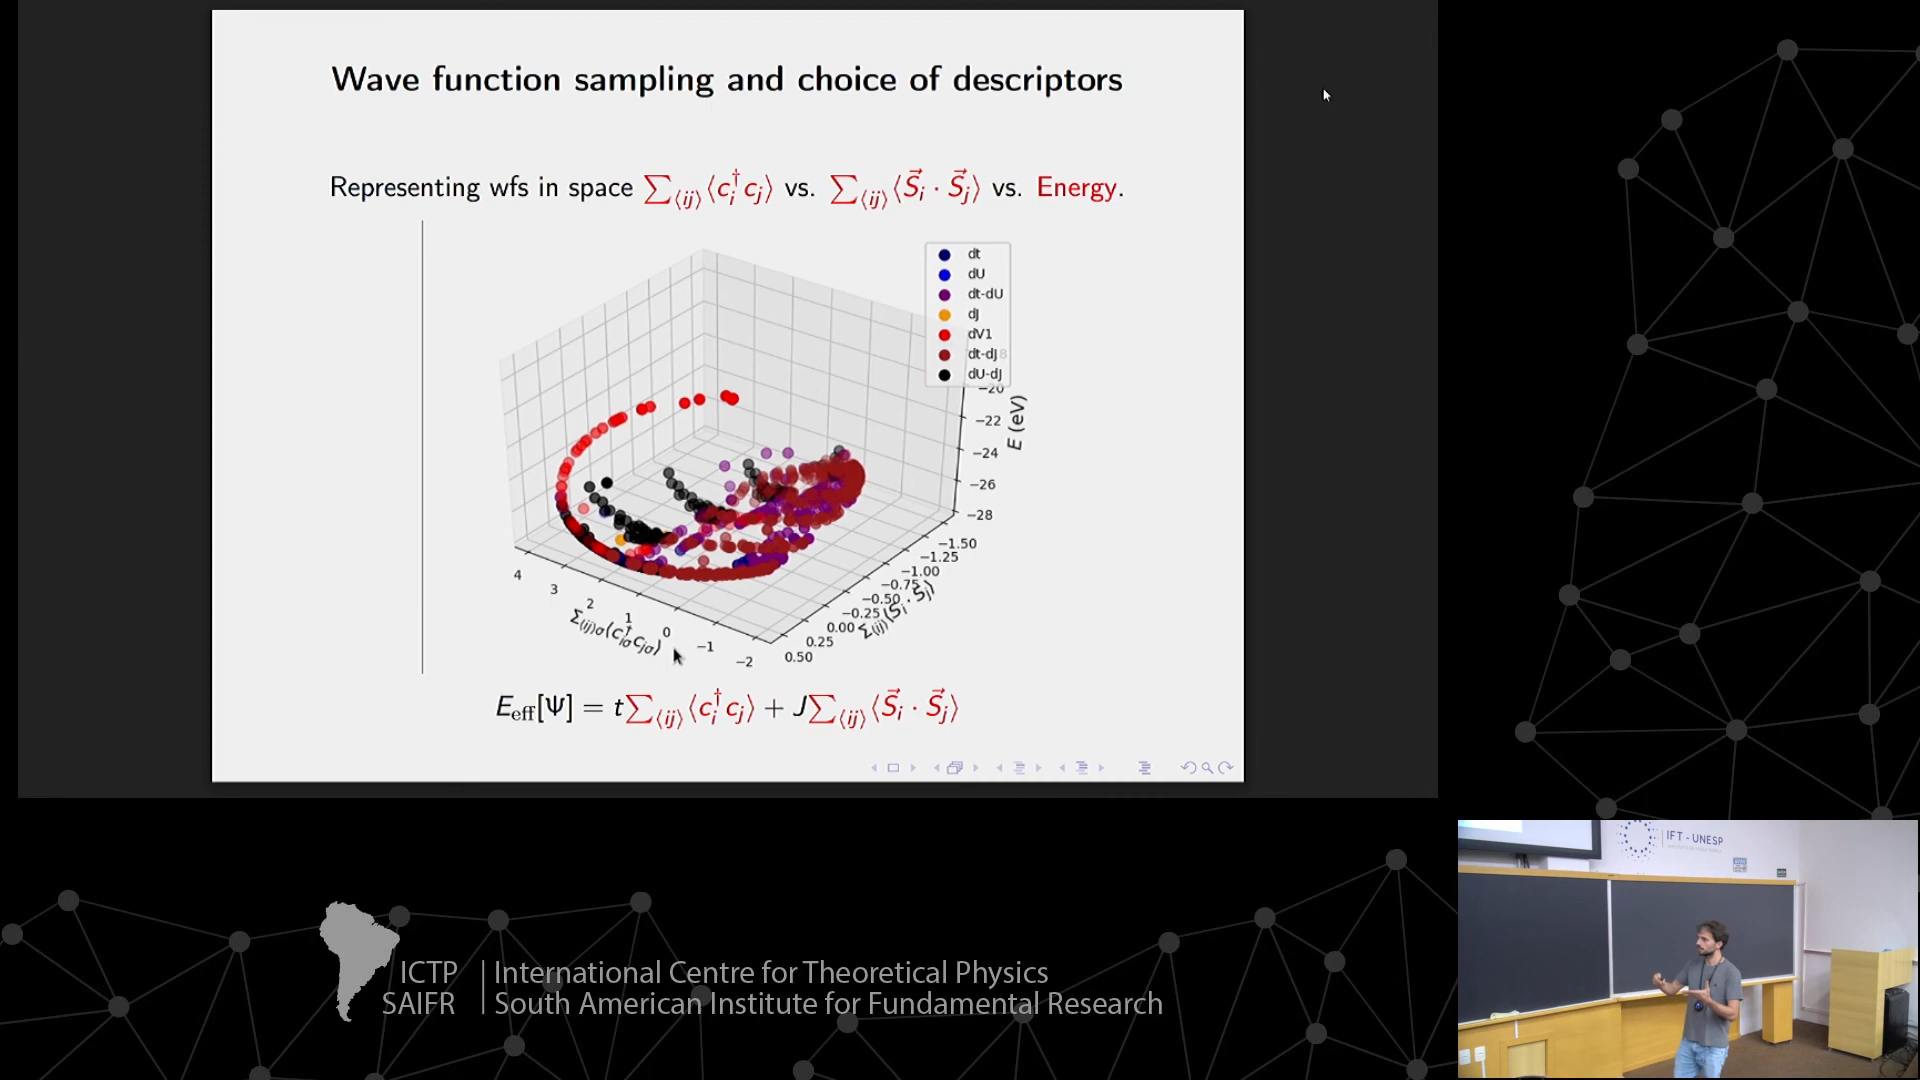 Wave function sampling and choice of descriptors
Representing wfs in space ∑⟨ij⟩⟨c†i cj⟩ vs. ∑⟨ij⟩⟨S⃗i · S⃗j⟩ vs. Energy.
dt
dU
dt-dU
dJ
dV1
dt-dJ
dU-dJ
−20
−22
−24
−26
−28
E (eV)
−1.50
−1.25
−1.00
−0.75
−0.50
−0.25
0.00
0.25
0.50
Σ⟨ij⟩⟨S⃗i · S⃗j⟩
4
3
2
1
0
−1
−2
Σ⟨ij⟩σ⟨c†iσcjσ⟩
Eeff[Ψ] = t∑⟨ij⟩⟨c†i cj⟩ + J∑⟨ij⟩⟨S⃗i · S⃗j⟩
IFT - UNESP
ICTP | International Centre for Theoretical Physics
SAIFR | South American Institute for Fundamental Research